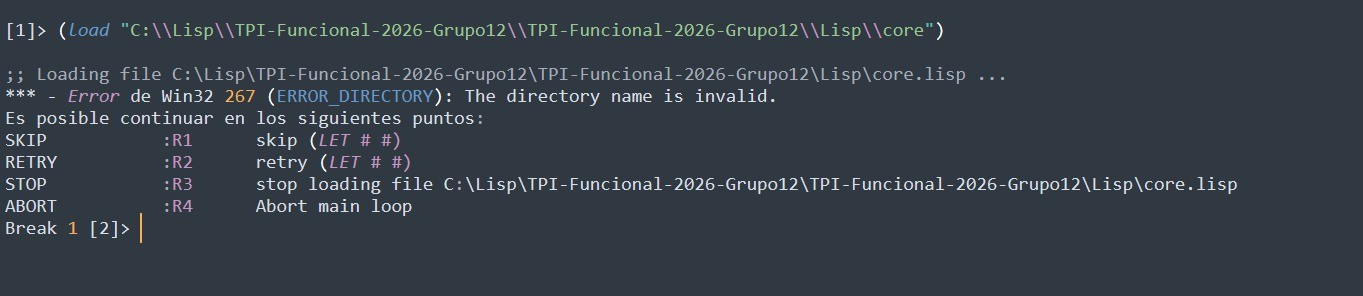 [1]> (load "C:\\Lisp\\TPI-Funcional-2026-Grupo12\\TPI-Funcional-2026-Grupo12\\Lisp\\core")
;; Loading file C:\Lisp\TPI-Funcional-2026-Grupo12\TPI-Funcional-2026-Grupo12\Lisp\core.lisp ...
*** - Error de Win32 267 (ERROR_DIRECTORY): The directory name is invalid.
Es posible continuar en los siguientes puntos:
SKIP           :R1      skip (LET # #)
RETRY          :R2      retry (LET # #)
STOP           :R3      stop loading file C:\Lisp\TPI-Funcional-2026-Grupo12\TPI-Funcional-2026-Grupo12\Lisp\core.lisp
ABORT          :R4      Abort main loop
Break 1 [2]>